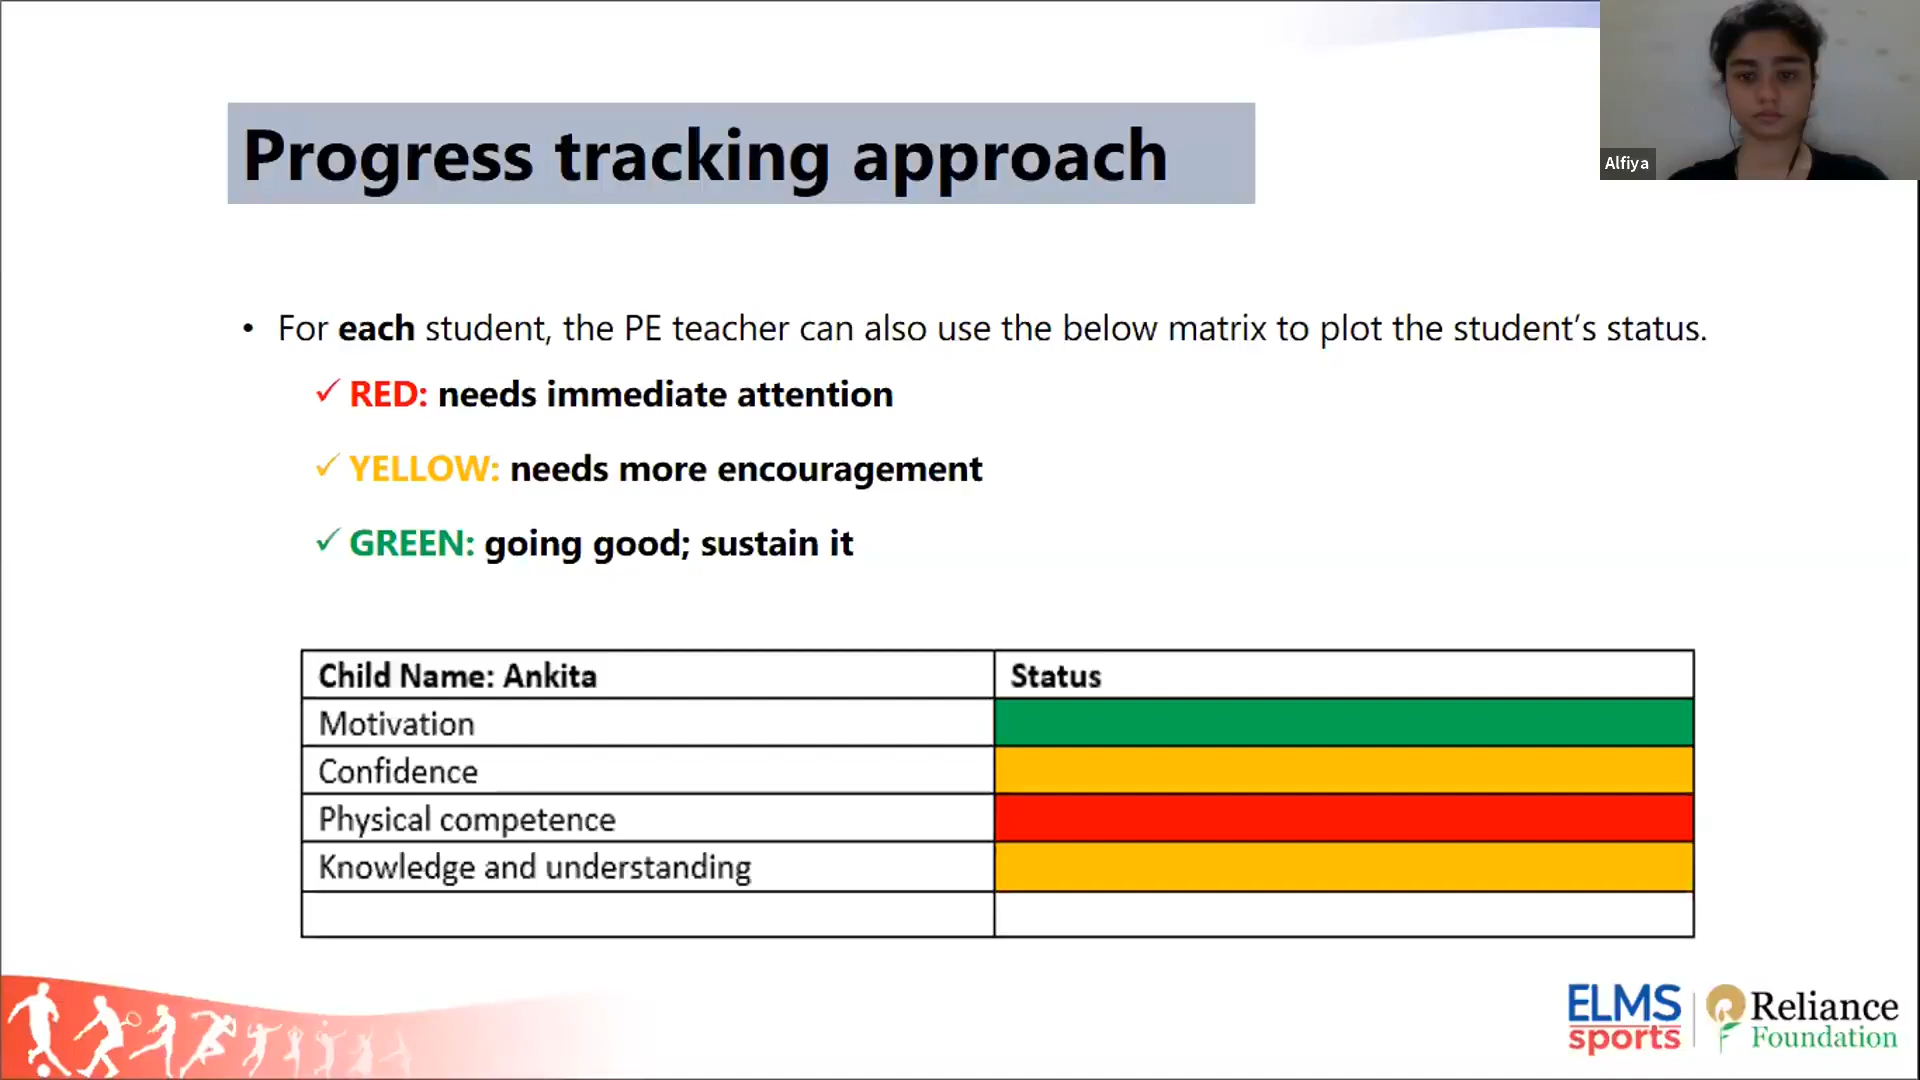 Progress tracking approach
Alfiya
• For each student, the PE teacher can also use the below matrix to plot the student's status.
✓ RED: needs immediate attention
✓ YELLOW: needs more encouragement
✓ GREEN: going good; sustain it
Child Name: Ankita Status
Motivation
Confidence
Physical competence
Knowledge and understanding
ELMS
sports
Reliance
Foundation